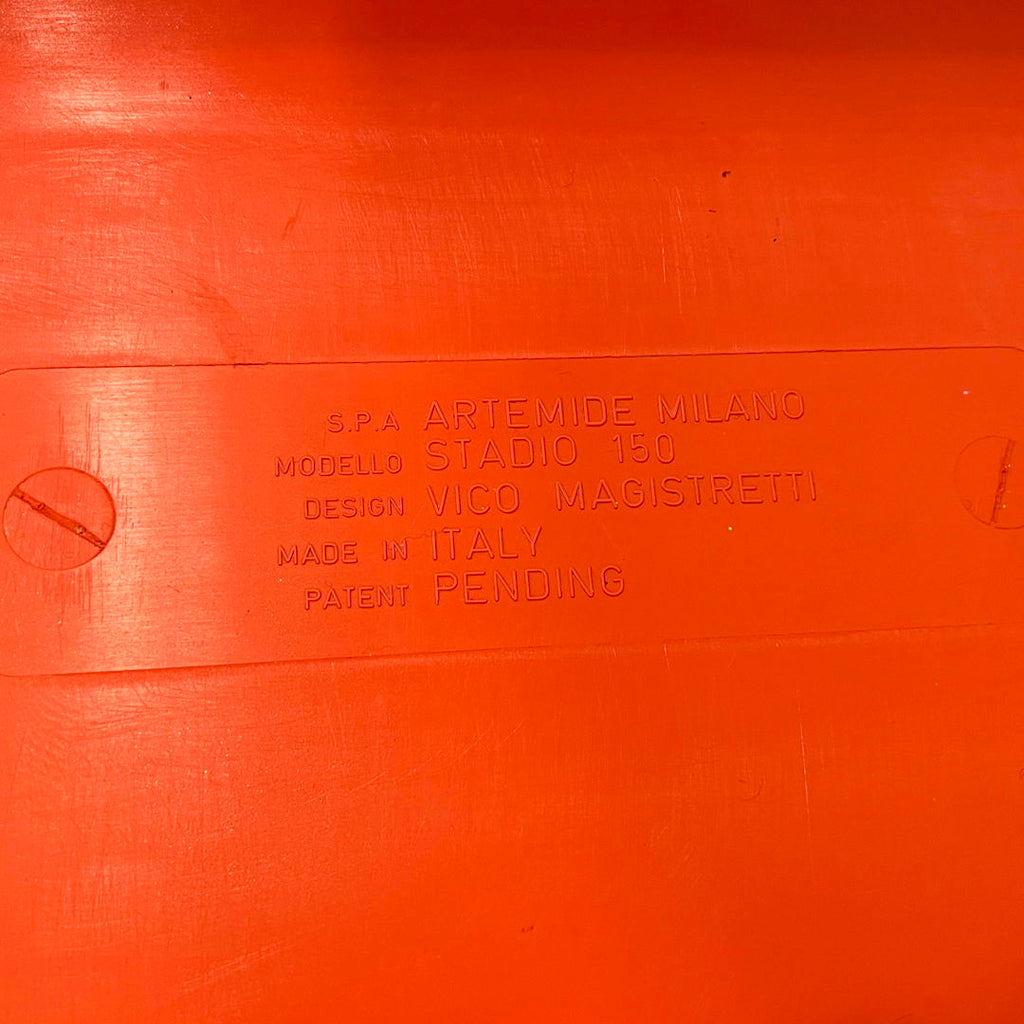 S.P.A ARTEMIDE MILANO
MODELLO STADIO 150
DESIGN VICO MAGISTRETTI
MADE IN ITALY
PATENT PENDING